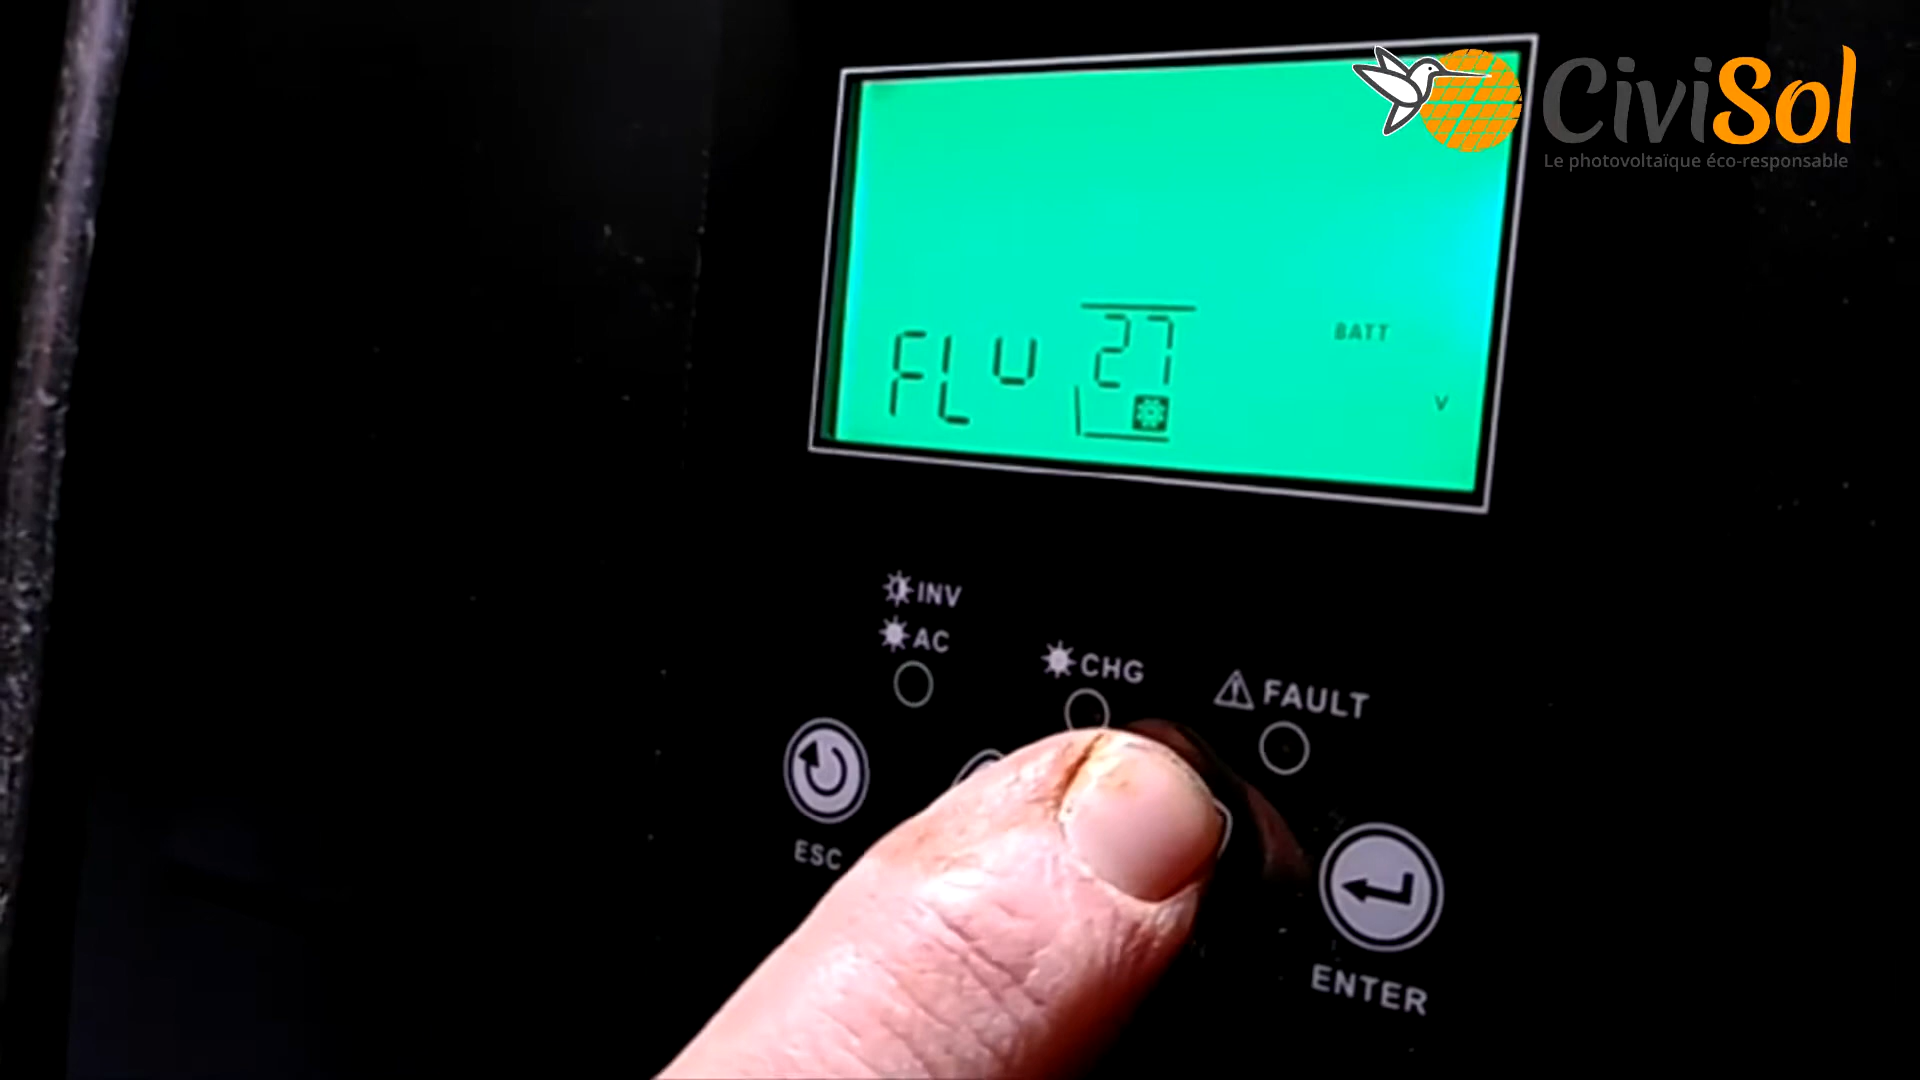 CiviSol
Le photovoltaïque éco-responsable
FLU 27
BATT
V
INV
AC
CHG
FAULT
ESC
ENTER